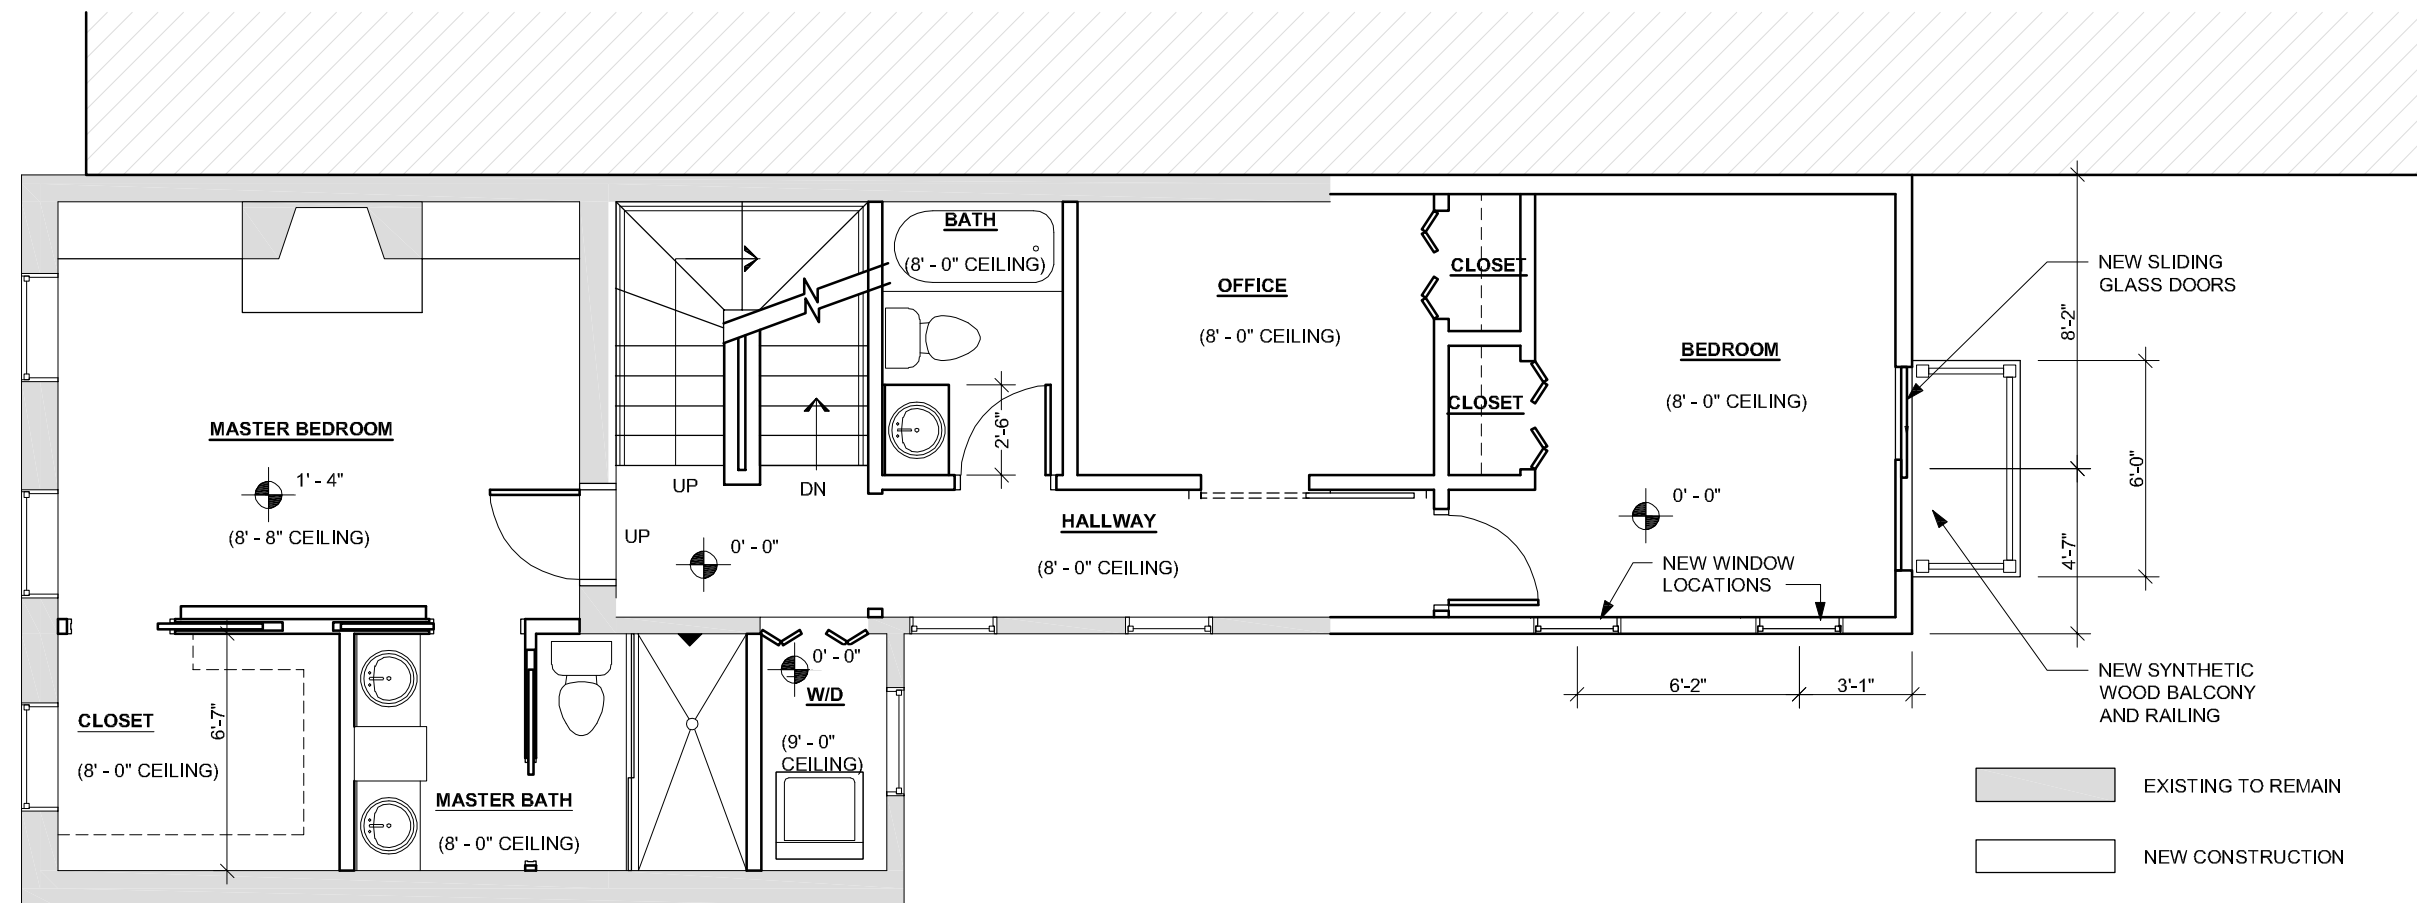 BATH
(8' - 0" CEILING)
OFFICE
(8' - 0" CEILING)
CLOSET
CLOSET
BEDROOM
(8' - 0" CEILING)
0' - 0"
NEW SLIDING
GLASS DOORS
8'-2"
6'-0"
4'-7"
MASTER BEDROOM
1' - 4"
(8' - 8" CEILING)
UP
DN
UP
0' - 0"
2'-6"
HALLWAY
(8' - 0" CEILING)
NEW WINDOW
LOCATIONS
6'-2"
3'-1"
NEW SYNTHETIC
WOOD BALCONY
AND RAILING
CLOSET
(8' - 0" CEILING)
6'-7"
MASTER BATH
(8' - 0" CEILING)
0' - 0"
W/D
(9' - 0"
CEILING)
EXISTING TO REMAIN
NEW CONSTRUCTION